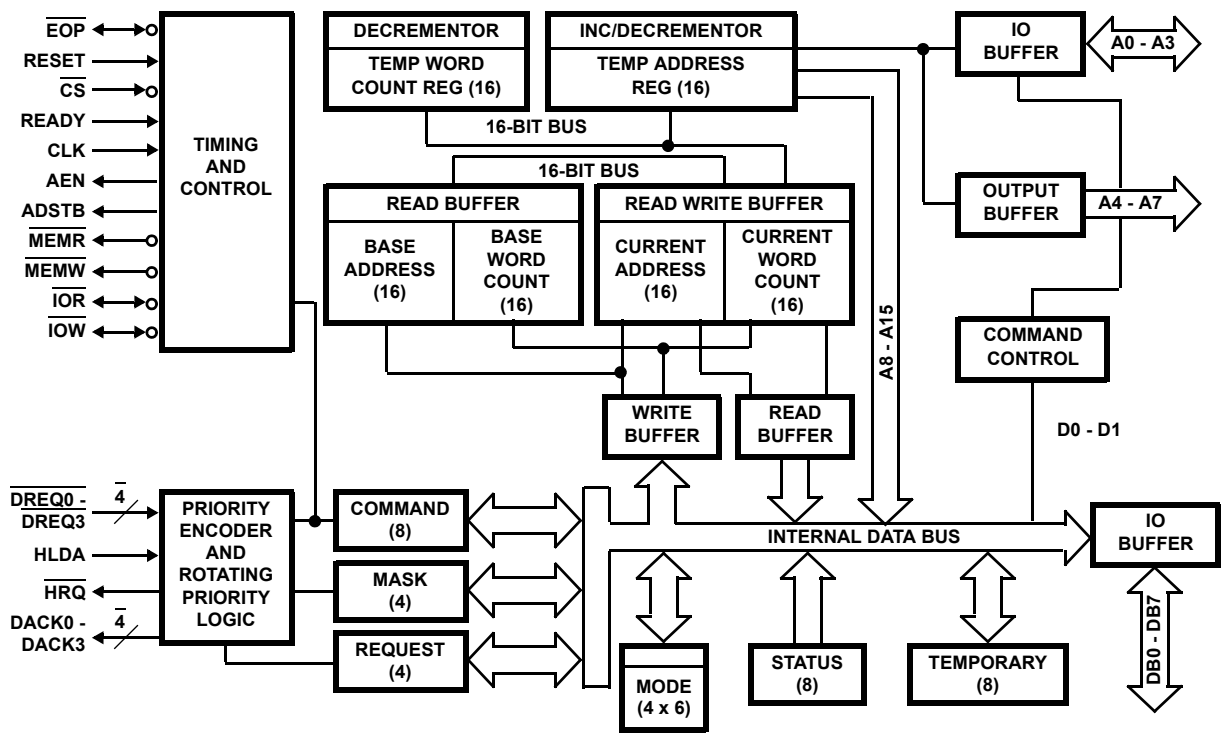 EOP
RESET
CS
READY
CLK
AEN
ADSTB
MEMR
MEMW
IOR
IOW
TIMING
AND
CONTROL
DECREMENTOR
TEMP WORD
COUNT REG (16)
INC/DECREMENTOR
TEMP ADDRESS
REG (16)
16-BIT BUS
16-BIT BUS
READ BUFFER
BASE
ADDRESS
(16)
BASE
WORD
COUNT
(16)
READ WRITE BUFFER
CURRENT
ADDRESS
(16)
CURRENT
WORD
COUNT
(16)
A8 - A15
IO
BUFFER
A0 - A3
OUTPUT
BUFFER
A4 - A7
COMMAND
CONTROL
D0 - D1
WRITE
BUFFER
READ
BUFFER
DREQ0 -
DREQ3
4
HLDA
HRQ
DACK0 -
DACK3
4
PRIORITY
ENCODER
AND
ROTATING
PRIORITY
LOGIC
COMMAND
(8)
MASK
(4)
REQUEST
(4)
INTERNAL DATA BUS
IO
BUFFER
DB0 - DB7
MODE
(4 x 6)
STATUS
(8)
TEMPORARY
(8)